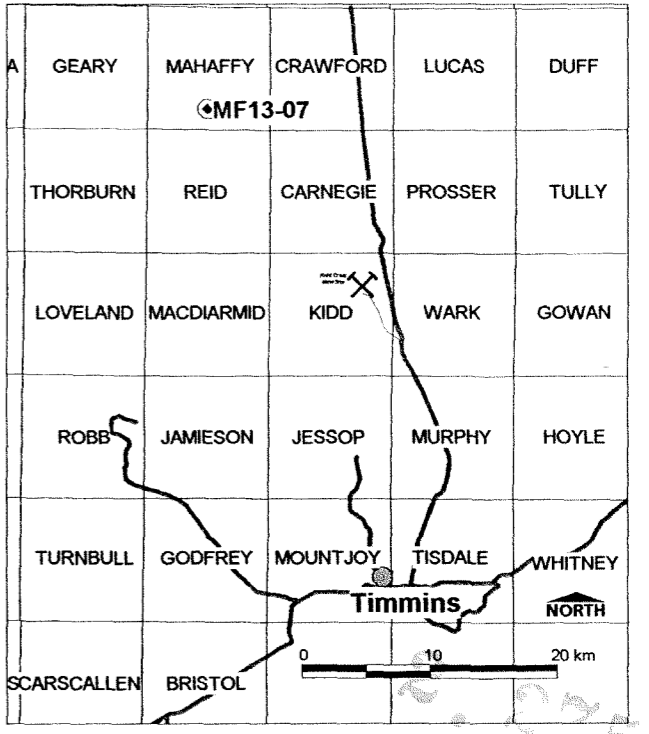 A GEARY MAHAFFY CRAWFORD LUCAS DUFF
MF13-07
THORBURN REID CARNEGIE PROSSER TULLY
LOVELAND MACDIARMID KIDD WARK GOWAN
ROBB JAMIESON JESSOP MURPHY HOYLE
TURNBULL GODFREY MOUNTJOY TISDALE WHITNEY
Timmins
NORTH
0 10 20 km
SCARSCALLEN BRISTOL